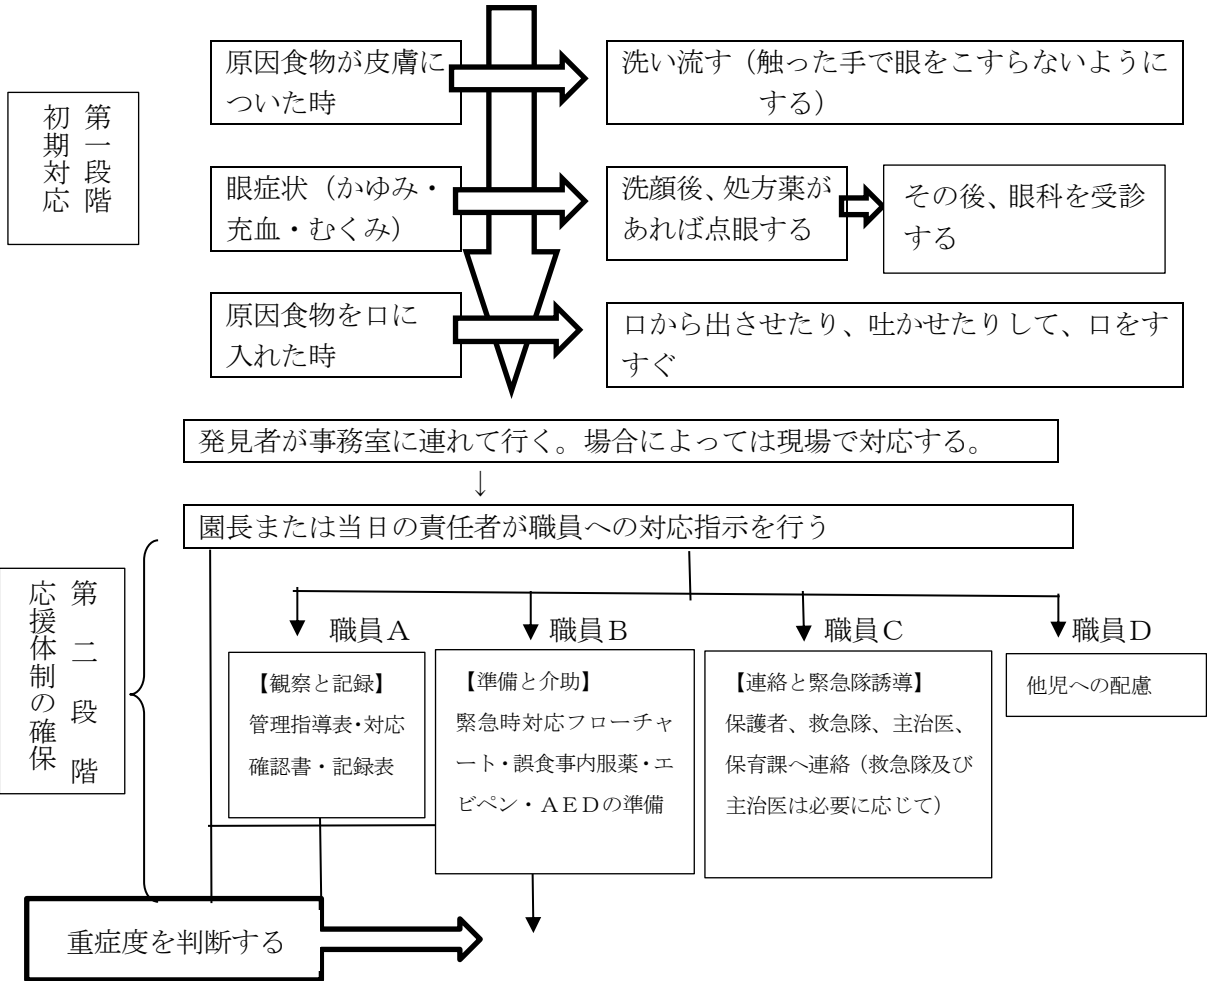 原因食物が皮膚に
ついた時
洗い流す（触った手で眼をこすらないように
する）
第一段階
初期対応
眼症状（かゆみ・
充血・むくみ）
洗顔後、処方薬が
あれば点眼する
その後、眼科を受診
する
原因食物を口に
入れた時
口から出させたり、吐かせたりして、口をす
すぐ
発見者が事務室に連れて行く。場合によっては現場で対応する。
↓
園長または当日の責任者が職員への対応指示を行う
第二段階
応援体制の確保
職員Ａ
【観察と記録】
管理指導表・対応
確認書・記録表
職員Ｂ
【準備と介助】
緊急時対応フローチャ
ート・誤食事内服薬・エ
ピペン・ＡＥＤの準備
職員Ｃ
【連絡と緊急隊誘導】
保護者、救急隊、主治医、
保育課へ連絡（救急隊及び
主治医は必要に応じて）
職員Ｄ
他児への配慮
重症度を判断する